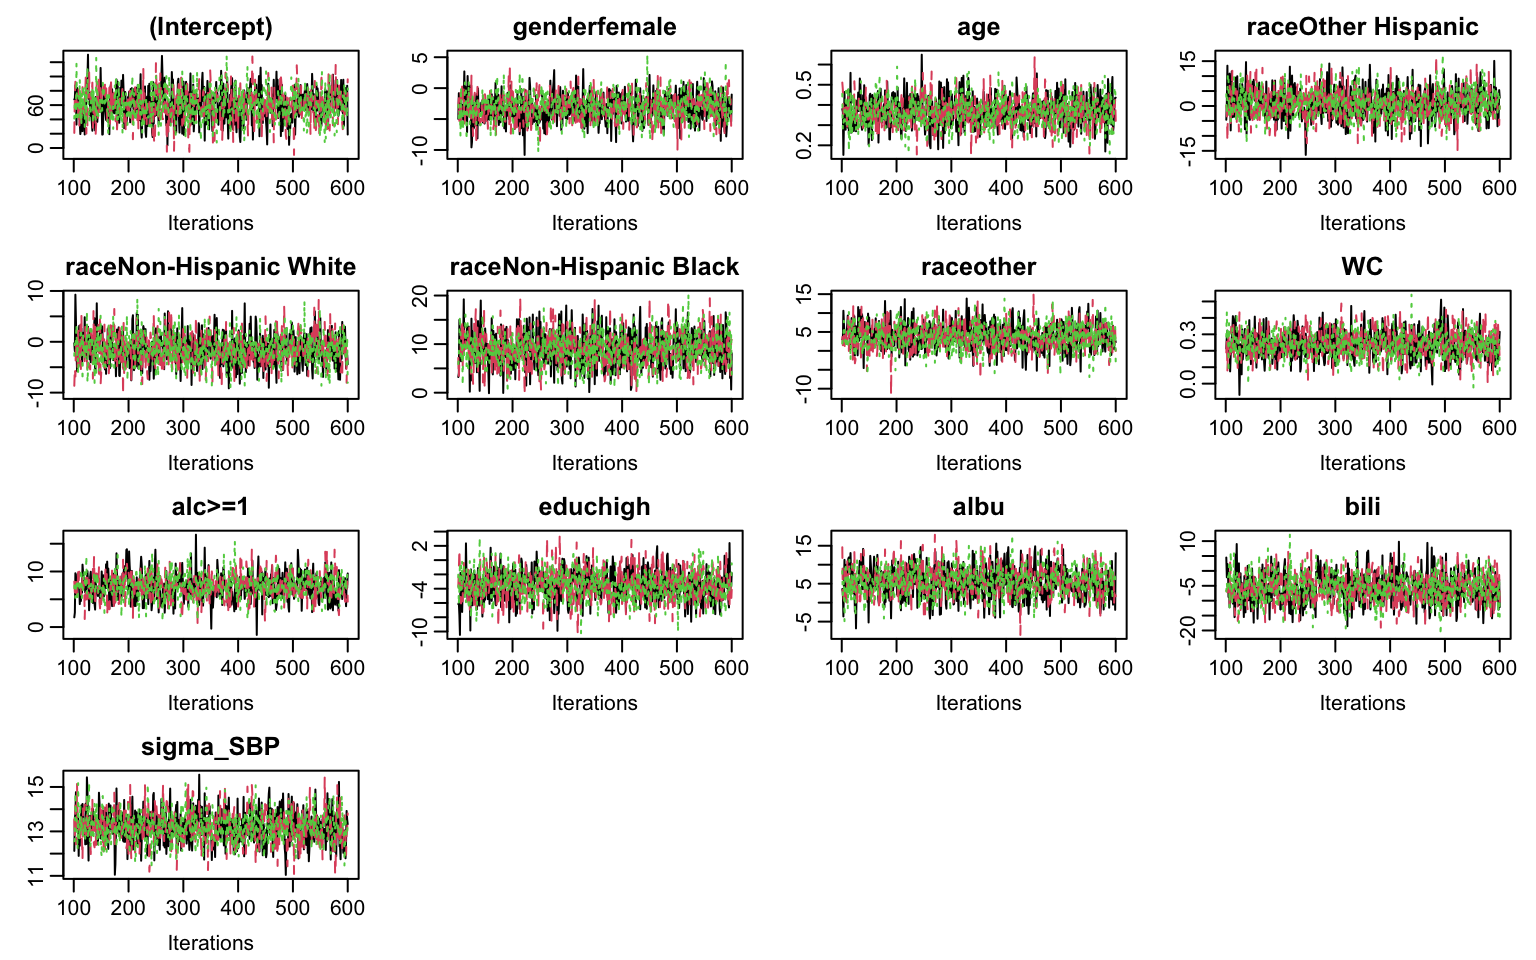 (Intercept) genderfemale age raceOther Hispanic
0 60 -10 0 5 0.2 0.5 -15 0 15
100 200 300 400 500 600 100 200 300 400 500 600 100 200 300 400 500 600 100 200 300 400 500 600
Iterations Iterations Iterations Iterations
raceNon-Hispanic White raceNon-Hispanic Black raceother WC
-10 0 10 0 10 20 -10 5 15 0.0 0.3
100 200 300 400 500 600 100 200 300 400 500 600 100 200 300 400 500 600 100 200 300 400 500 600
Iterations Iterations Iterations Iterations
alc>=1 educhigh albu bili
0 10 -10 -4 2 -5 5 15 -20 -5 10
100 200 300 400 500 600 100 200 300 400 500 600 100 200 300 400 500 600 100 200 300 400 500 600
Iterations Iterations Iterations Iterations
sigma_SBP
11 13 15
100 200 300 400 500 600
Iterations